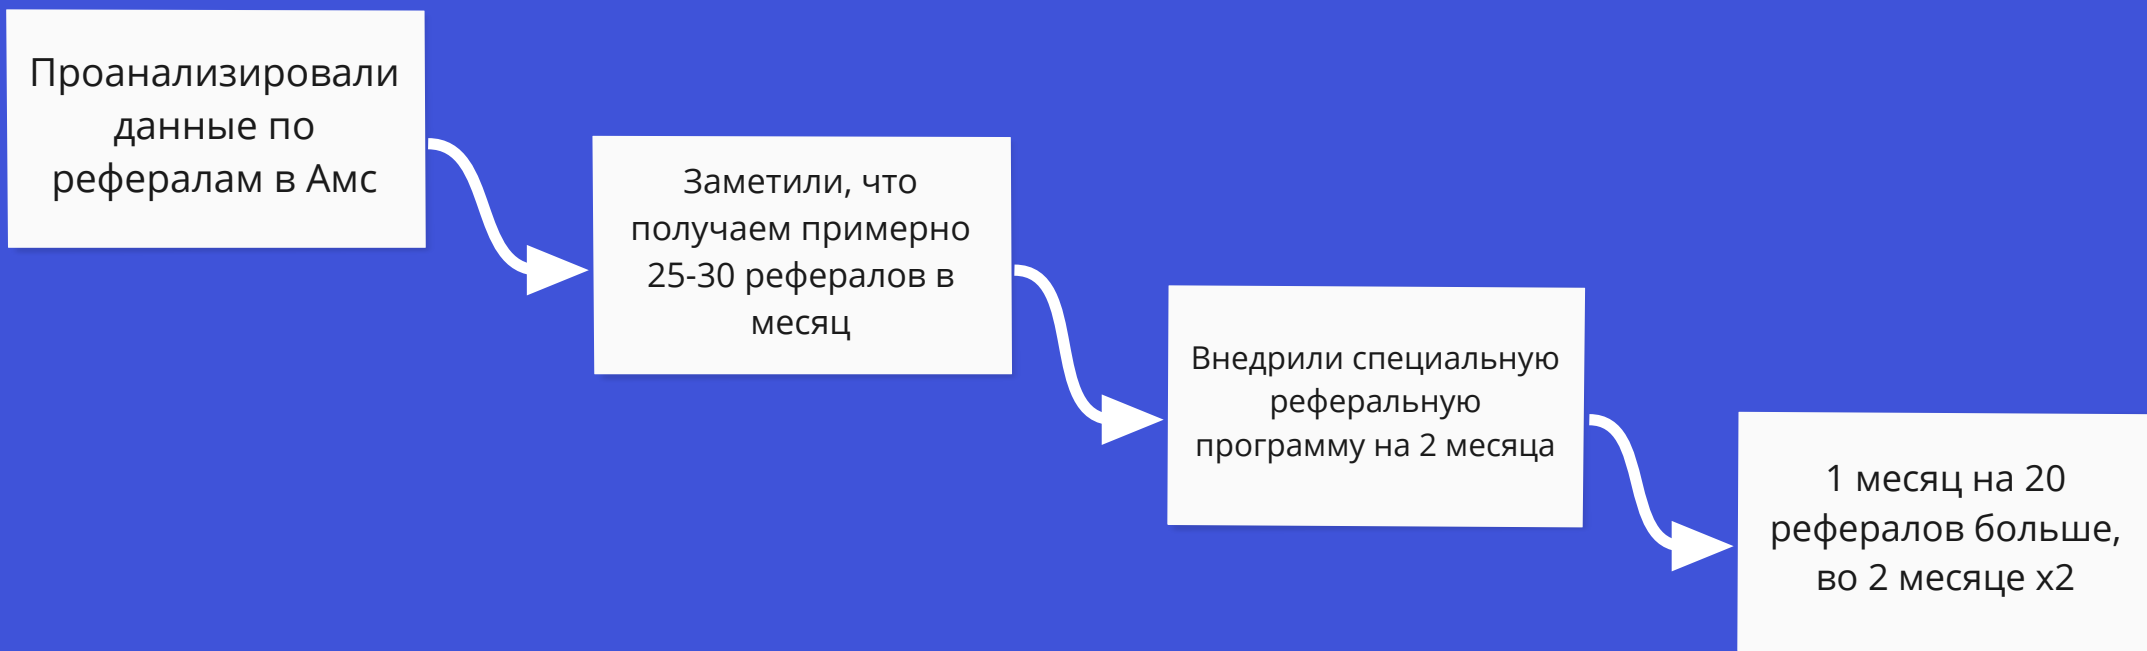 Проанализировали
данные по
рефералам в Амс
Заметили, что
получаем примерно
25-30 рефералов в
месяц
Внедрили специальную
реферальную
программу на 2 месяца
1 месяц на 20
рефералов больше,
во 2 месяце х2